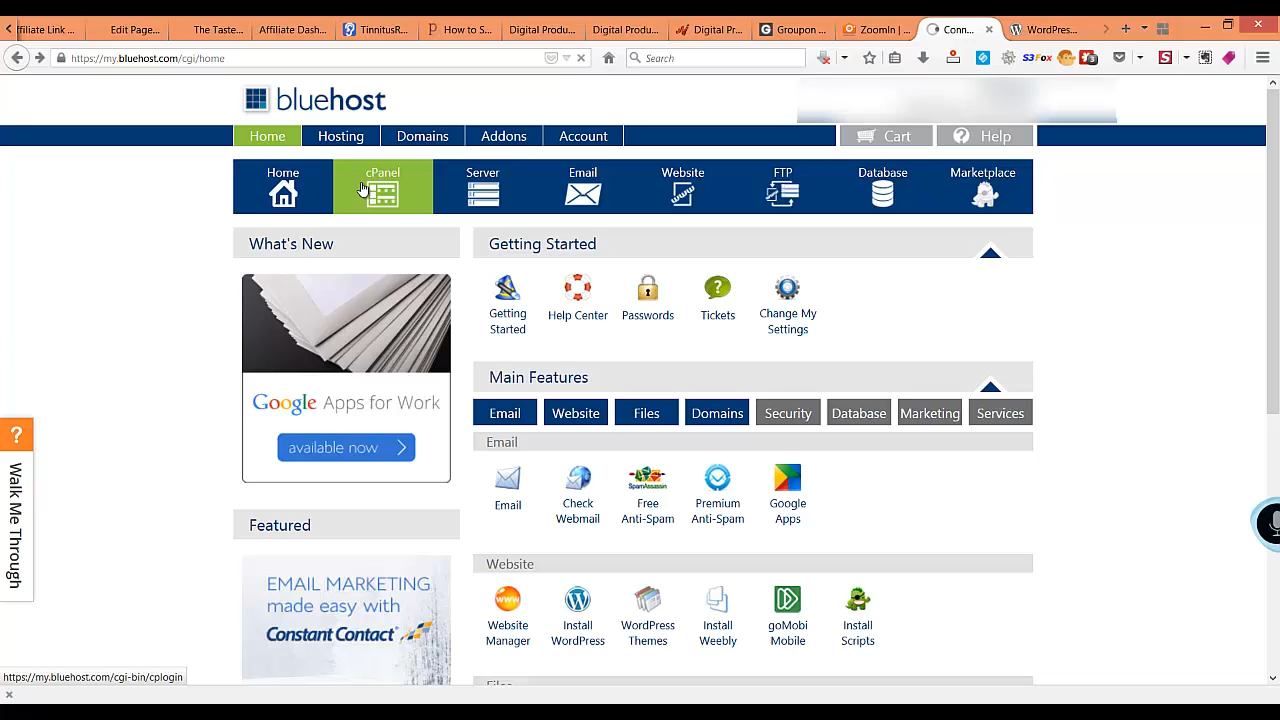 ffiliate Link ...
Edit Page...
The Taste...
Affiliate Dash...
TinnitusR...
How to S...
Digital Produ...
Digital Produ...
Digital Pr...
Groupon ...
ZoomIn | ...
Conn...
WordPress...
https://my.bluehost.com/cgi/home
Search
S3Fox
bluehost
Home
Hosting
Domains
Addons
Account
Cart
Help
Home
cPanel
Server
Email
Website
FTP
Database
Marketplace
What's New
Google Apps for Work
available now
Featured
EMAIL MARKETING
made easy with
Constant Contact
Getting Started
Getting
Started
Help Center
Passwords
Tickets
Change My
Settings
Main Features
Email
Website
Files
Domains
Security
Database
Marketing
Services
Email
Email
Check
Webmail
SpamAssassin
Free
Anti-Spam
Premium
Anti-Spam
Google
Apps
Website
www
Website
Manager
Install
WordPress
WordPress
Themes
Install
Weebly
goMobi
Mobile
Install
Scripts
Files
? Walk Me Through
https://my.bluehost.com/cgi-bin/cplogin